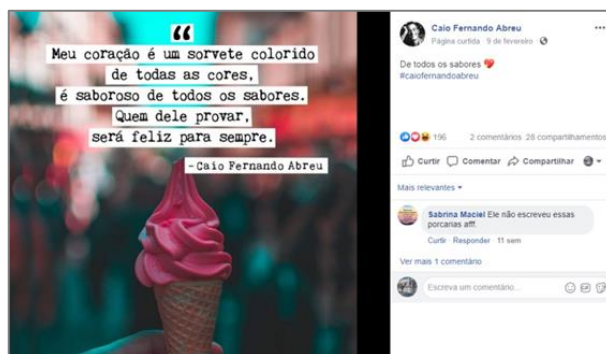 “
Meu coração é um sorvete colorido
de todas as cores,
é saboroso de todos os sabores.
Quem dele provar,
será feliz para sempre.
-Caio Fernando Abreu
Caio Fernando Abreu
Página curtida · 9 de fevereiro ·
De todos os sabores
#caiofernandoabreu
196 2 comentários 28 compartilhamentos
Curtir Comentar Compartilhar
Mais relevantes
Sabrina Maciel Ele não escreveu essas
porcarias afff.
Curtir · Responder · 11 sem
Ver mais 1 comentário
Escreva um comentário...
GIF